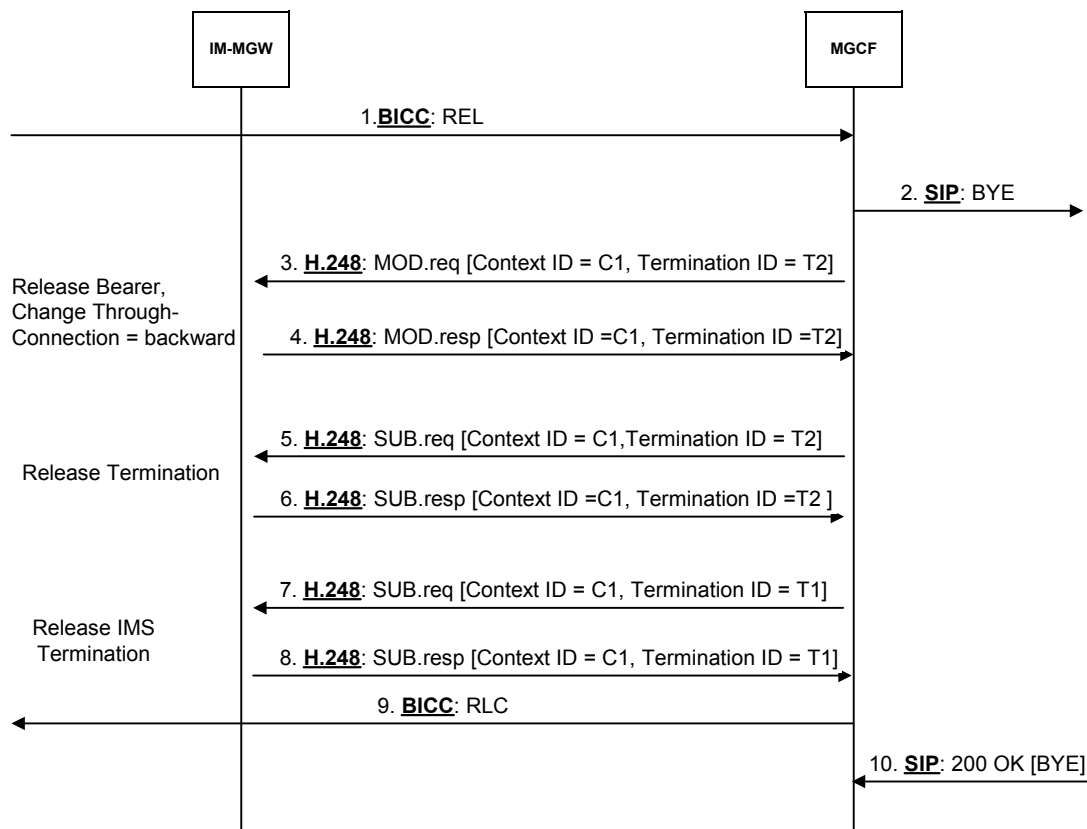 IM-MGW
MGCF
1.BICC: REL
2. SIP: BYE
3. H.248: MOD.req [Context ID = C1, Termination ID = T2]
Release Bearer,
Change Through-
Connection = backward
4. H.248: MOD.resp [Context ID =C1, Termination ID =T2]
5. H.248: SUB.req [Context ID = C1,Termination ID = T2]
Release Termination
6. H.248: SUB.resp [Context ID =C1, Termination ID =T2 ]
7. H.248: SUB.req [Context ID = C1, Termination ID = T1]
Release IMS
Termination
8. H.248: SUB.resp [Context ID = C1, Termination ID = T1]
9. BICC: RLC
10. SIP: 200 OK [BYE]